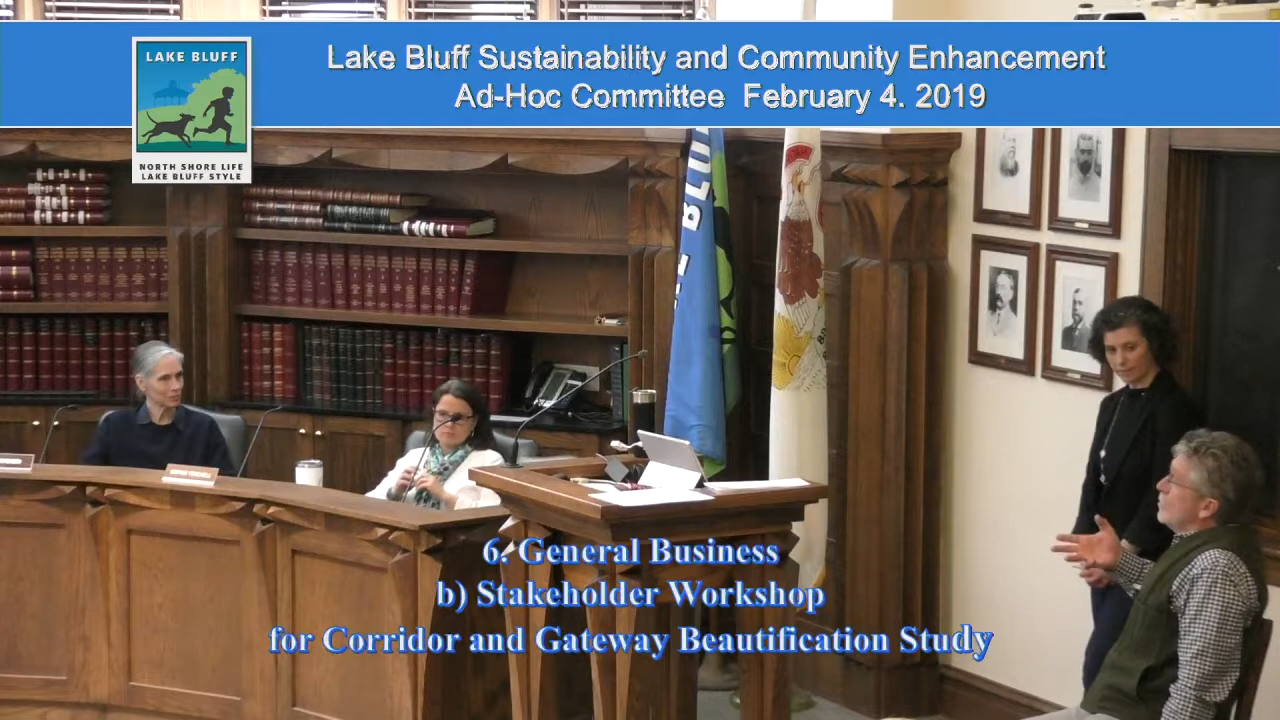 Lake Bluff Sustainability and Community Enhancement
Ad-Hoc Committee February 4. 2019
LAKE BLUFF
NORTH SHORE LIFE
LAKE BLUFF STYLE
6. General Business
b) Stakeholder Workshop
for Corridor and Gateway Beautification Study